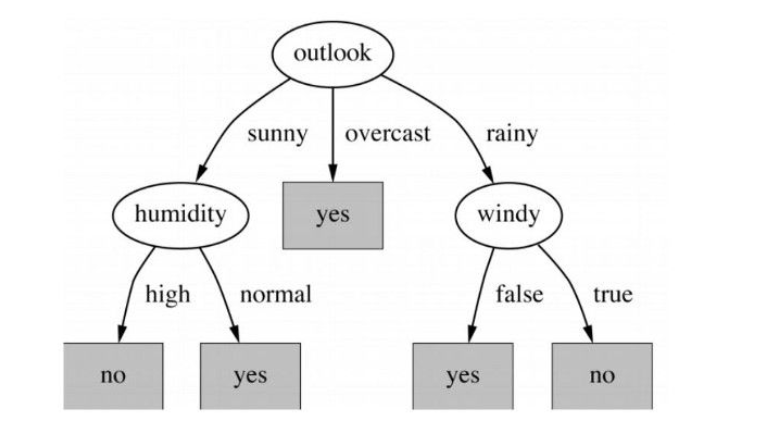 outlook
sunny overcast rainy
humidity yes windy
high normal false true
no yes yes no